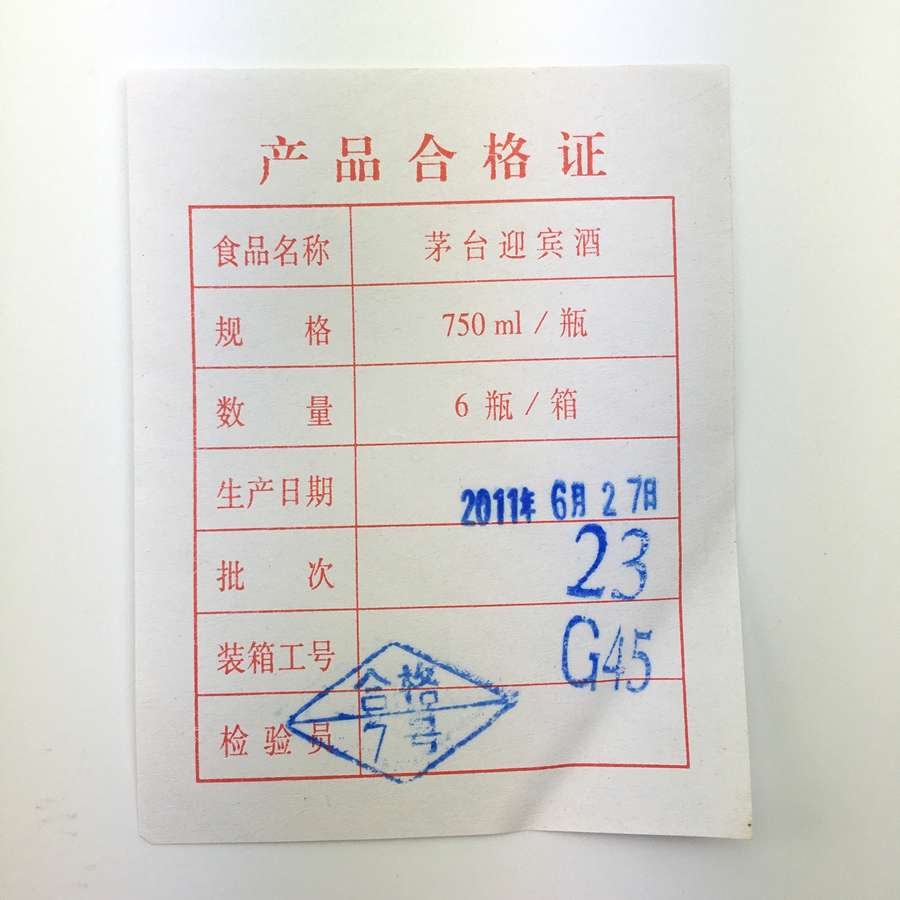 产品合格证
食品名称 茅台迎宾酒
规格 750 ml / 瓶
数量 6 瓶 / 箱
生产日期 2011年 6月 27日
批次 23
装箱工号 G45
检验员 合格
7号